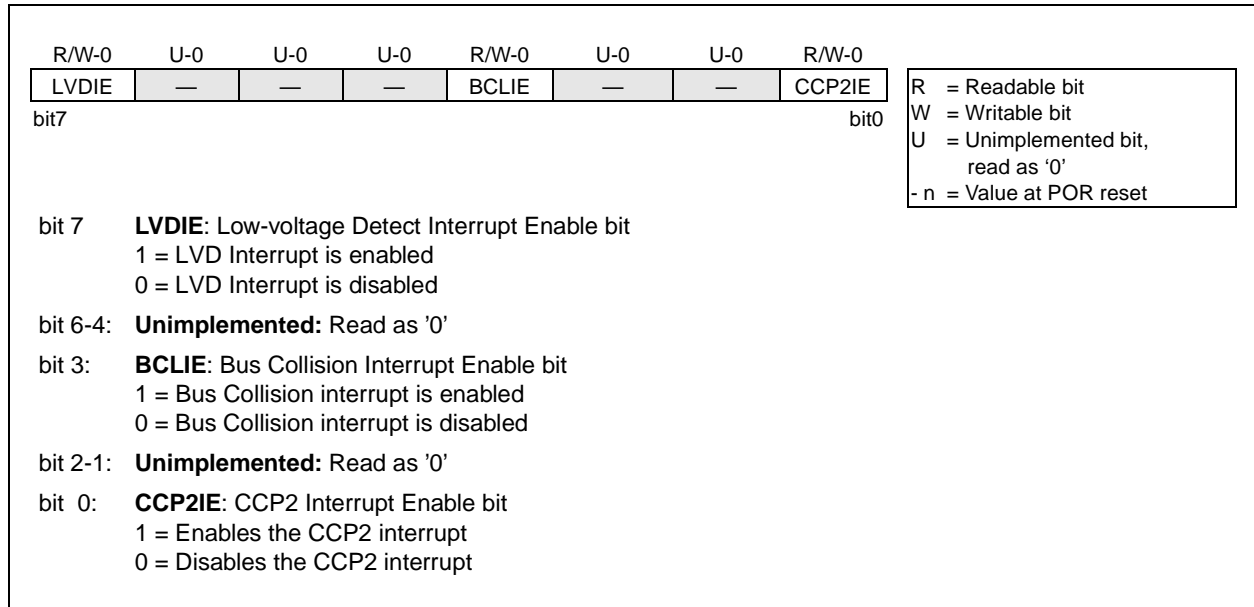 R/W-0 U-0 U-0 U-0 R/W-0 U-0 U-0 R/W-0
LVDIE — — — BCLIE — — CCP2IE
bit7 bit0
R = Readable bit
W = Writable bit
U = Unimplemented bit,
read as ‘0’
- n = Value at POR reset
bit 7 LVDIE: Low-voltage Detect Interrupt Enable bit
1 = LVD Interrupt is enabled
0 = LVD Interrupt is disabled
bit 6-4: Unimplemented: Read as '0'
bit 3: BCLIE: Bus Collision Interrupt Enable bit
1 = Bus Collision interrupt is enabled
0 = Bus Collision interrupt is disabled
bit 2-1: Unimplemented: Read as '0'
bit 0: CCP2IE: CCP2 Interrupt Enable bit
1 = Enables the CCP2 interrupt
0 = Disables the CCP2 interrupt